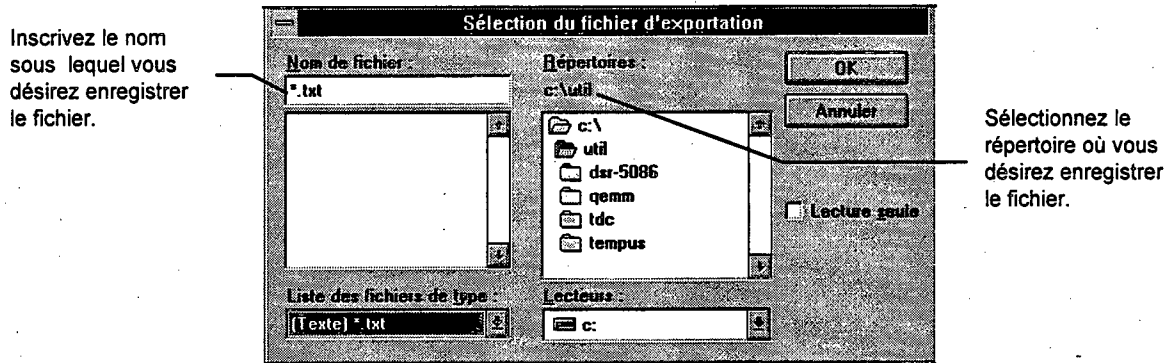 Inscrivez le nom
sous lequel vous
désirez enregistrer
le fichier.
Sélection du fichier d'exportation
Nom de fichier :
*.txt
Liste des fichiers de type :
(Texte) *.txt
Répertoires :
c:\util
c:\
util
dsr-5086
qemm
tdc
tempus
Lecteurs :
c:
OK
Annuler
Lecture seule
Sélectionnez le
répertoire où vous
désirez enregistrer
le fichier.